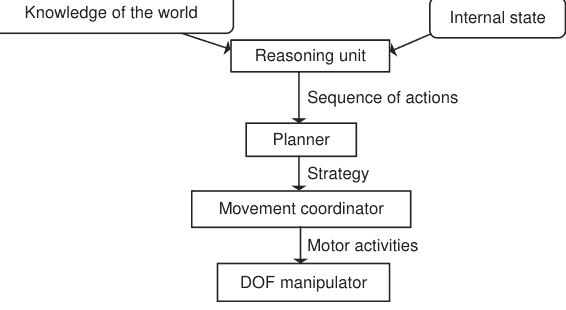 Knowledge of the world
Internal state
Reasoning unit
Sequence of actions
Planner
Strategy
Movement coordinator
Motor activities
DOF manipulator